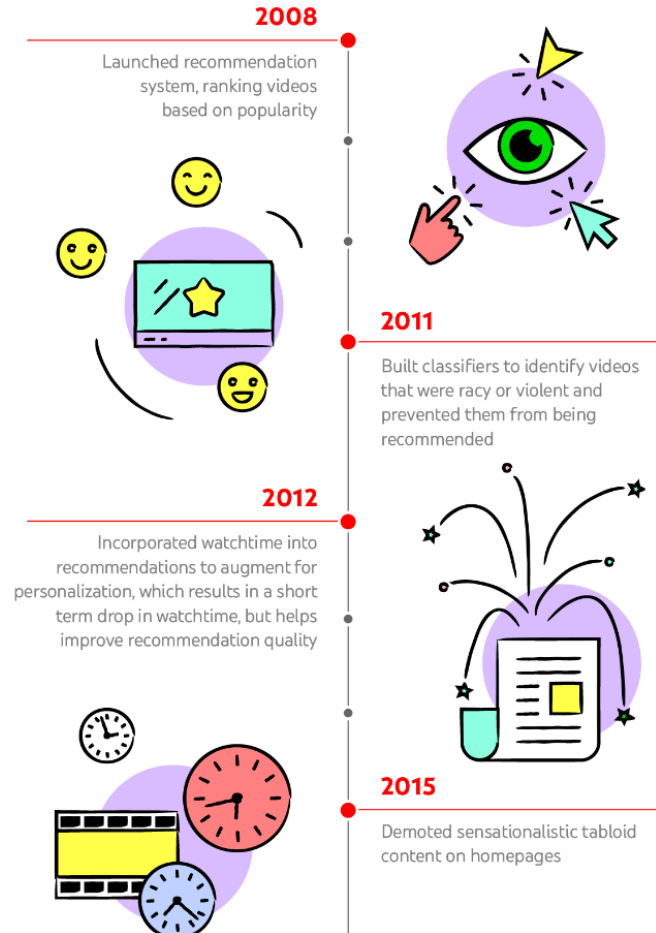 2008
Launched recommendation
system, ranking videos
based on popularity
2011
Built classifiers to identify videos
that were racy or violent and
prevented them from being
recommended
2012
Incorporated watchtime into
recommendations to augment for
personalization, which results in a short
term drop in watchtime, but helps
improve recommendation quality
2015
Demoted sensationalistic tabloid
content on homepages